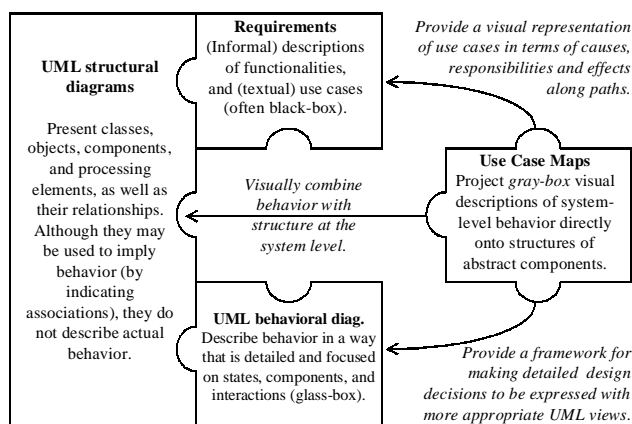 UML structural
diagrams
Present classes,
objects, components,
and processing
elements, as well as
their relationships.
Although they may
be used to imply
behavior (by
indicating
associations), they do
not describe actual
behavior.
Requirements
(Informal) descriptions
of functionalities,
and (textual) use cases
(often black-box).
Provide a visual representation
of use cases in terms of causes,
responsibilities and effects
along paths.
Visually combine
behavior with
structure at the
system level.
Use Case Maps
Project gray-box visual
descriptions of system-
level behavior directly
onto structures of
abstract components.
UML behavioral diag.
Describe behavior in a way
that is detailed and focused
on states, components, and
interactions (glass-box).
Provide a framework for
making detailed design
decisions to be expressed with
more appropriate UML views.